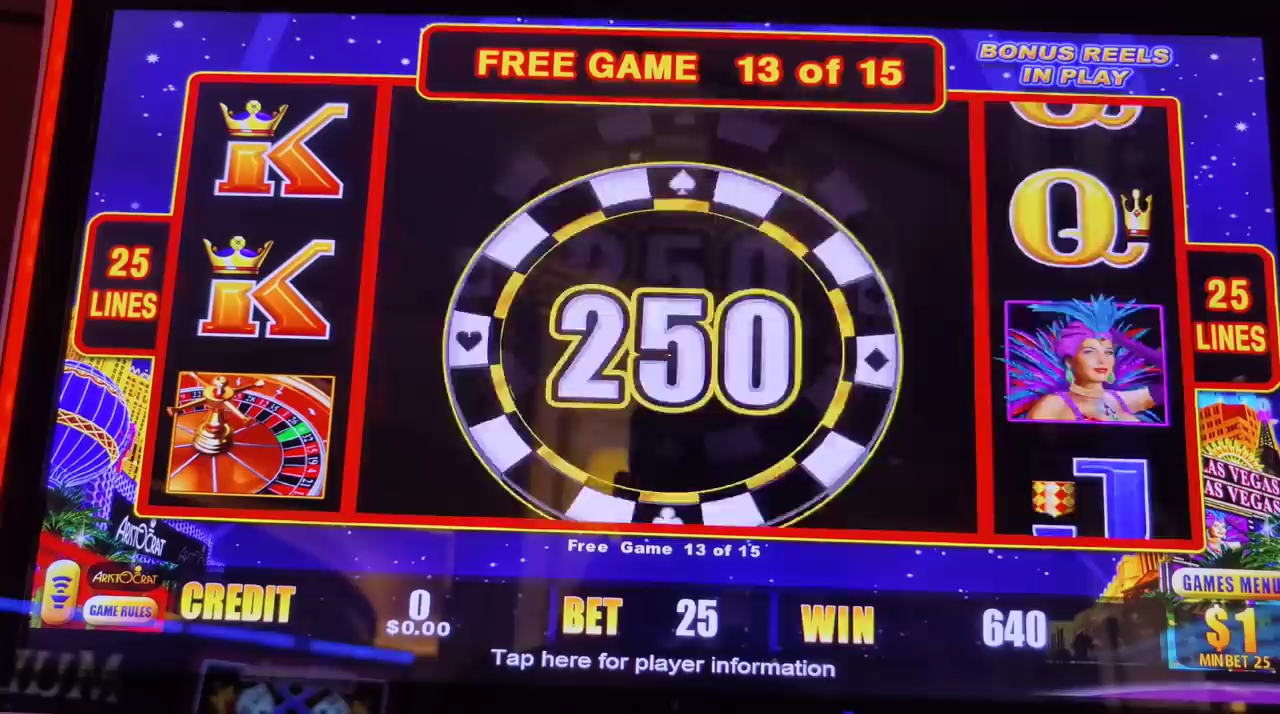 FREE GAME 13 of 15
BONUS REELS
IN PLAY
K
Q
K
25
LINES
250
25
LINES
J
LAS VEGAS
LAS VEGAS
Free Game 13 of 15
ARISTOCRAT
ARISTOCRAT
GAME RULES
CREDIT
0
$0.00
BET
25
WIN
640
GAMES MENU
$1
MIN BET 25
Tap here for player information